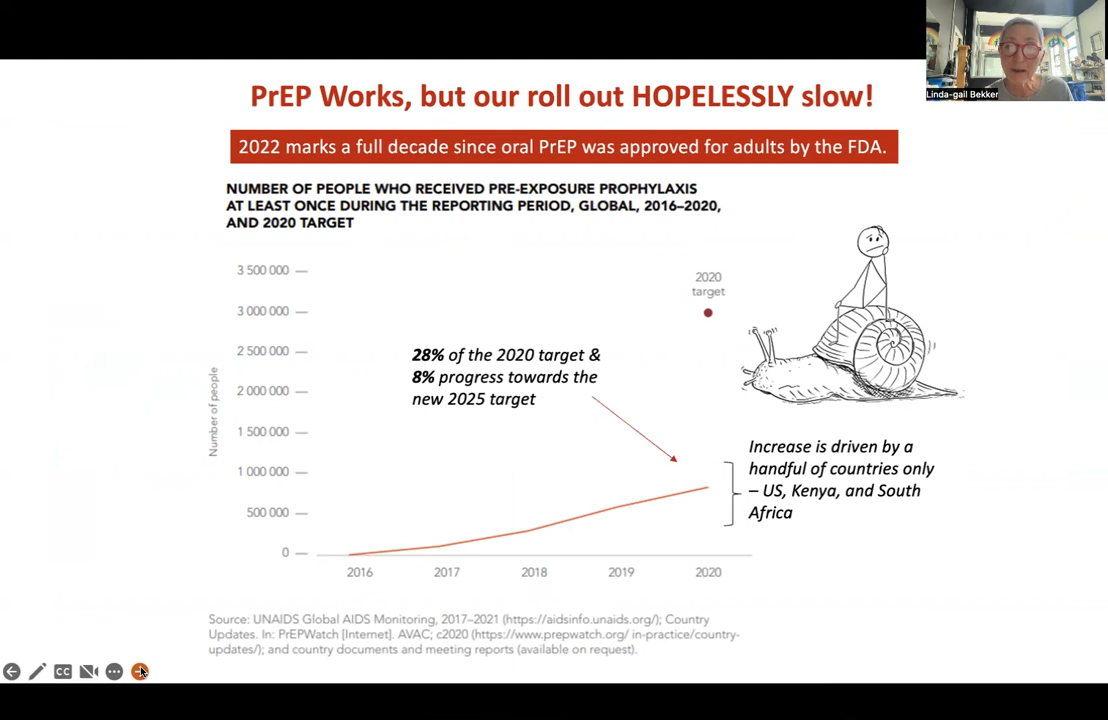 Linda-gail Bekker
PrEP Works, but our roll out HOPELESSLY slow!
2022 marks a full decade since oral PrEP was approved for adults by the FDA.
NUMBER OF PEOPLE WHO RECEIVED PRE-EXPOSURE PROPHYLAXIS
AT LEAST ONCE DURING THE REPORTING PERIOD, GLOBAL, 2016–2020,
AND 2020 TARGET
3 500 000
3 000 000
2 500 000
2 000 000
1 500 000
1 000 000
500 000
0
Number of people
2020
target
28% of the 2020 target &
8% progress towards the
new 2025 target
Increase is driven by a
handful of countries only
– US, Kenya, and South
Africa
2016 2017 2018 2019 2020
Source: UNAIDS Global AIDS Monitoring, 2017–2021 (https://aidsinfo.unaids.org/); Country
Updates. In: PrEPWatch [Internet]. AVAC; c2020 (https://www.prepwatch.org/ in-practice/country-
updates/); and country documents and meeting reports (available on request).
CC